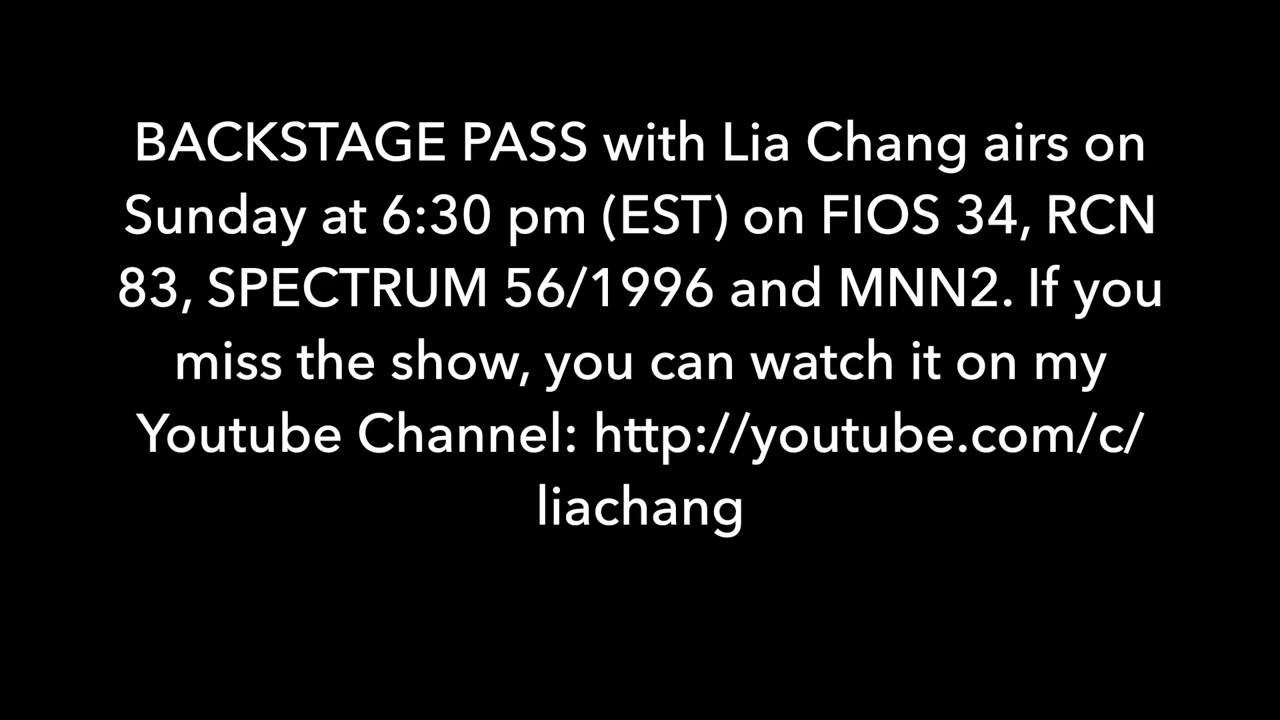 BACKSTAGE PASS with Lia Chang airs on
Sunday at 6:30 pm (EST) on FIOS 34, RCN
83, SPECTRUM 56/1996 and MNN2. If you
miss the show, you can watch it on my
Youtube Channel: http://youtube.com/c/
liachang